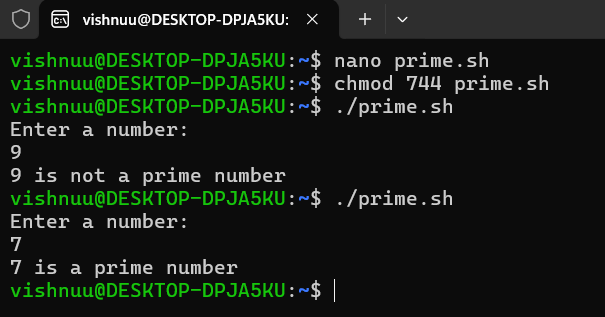 vishnuu@DESKTOP-DPJA5KU:
vishnuu@DESKTOP-DPJA5KU:~$ nano prime.sh
vishnuu@DESKTOP-DPJA5KU:~$ chmod 744 prime.sh
vishnuu@DESKTOP-DPJA5KU:~$ ./prime.sh
Enter a number:
9
9 is not a prime number
vishnuu@DESKTOP-DPJA5KU:~$ ./prime.sh
Enter a number:
7
7 is a prime number
vishnuu@DESKTOP-DPJA5KU:~$